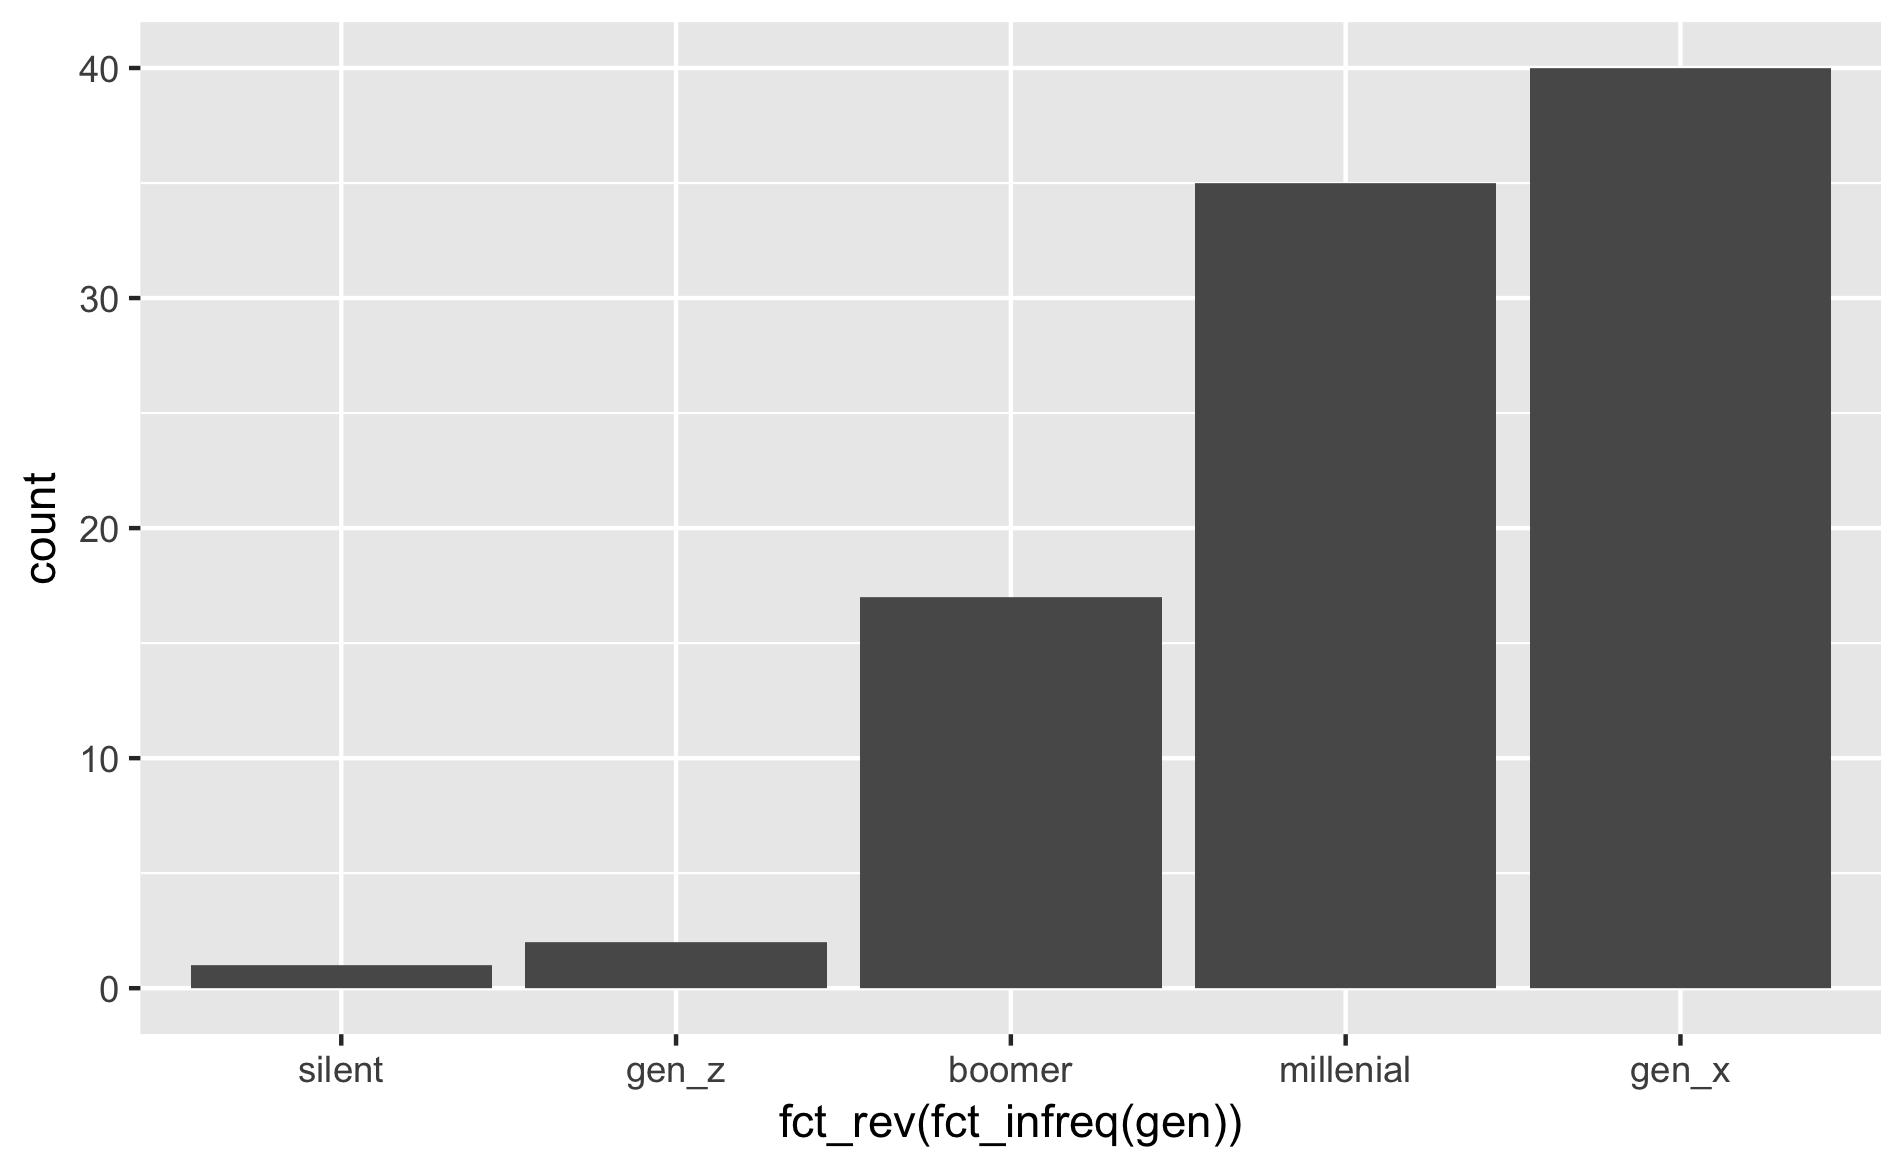 40
30
20
10
0
count
silent gen_z boomer millenial gen_x
fct_rev(fct_infreq(gen))